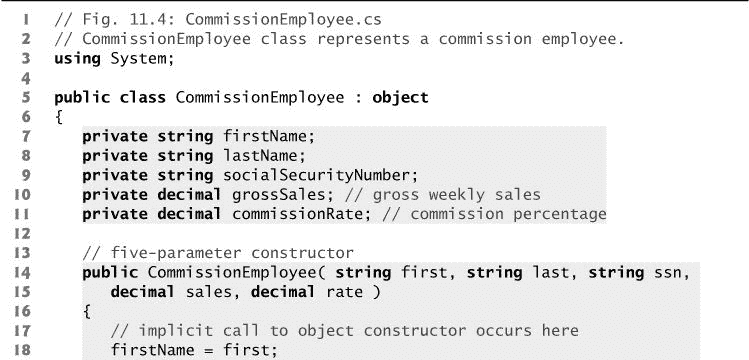 1 // Fig. 11.4: CommissionEmployee.cs
2 // CommissionEmployee class represents a commission employee.
3 using System;
4
5 public class CommissionEmployee : object
6 {
7 private string firstName;
8 private string lastName;
9 private string socialSecurityNumber;
10 private decimal grossSales; // gross weekly sales
11 private decimal commissionRate; // commission percentage
12
13 // five-parameter constructor
14 public CommissionEmployee( string first, string last, string ssn,
15 decimal sales, decimal rate )
16 {
17 // implicit call to object constructor occurs here
18 firstName = first;